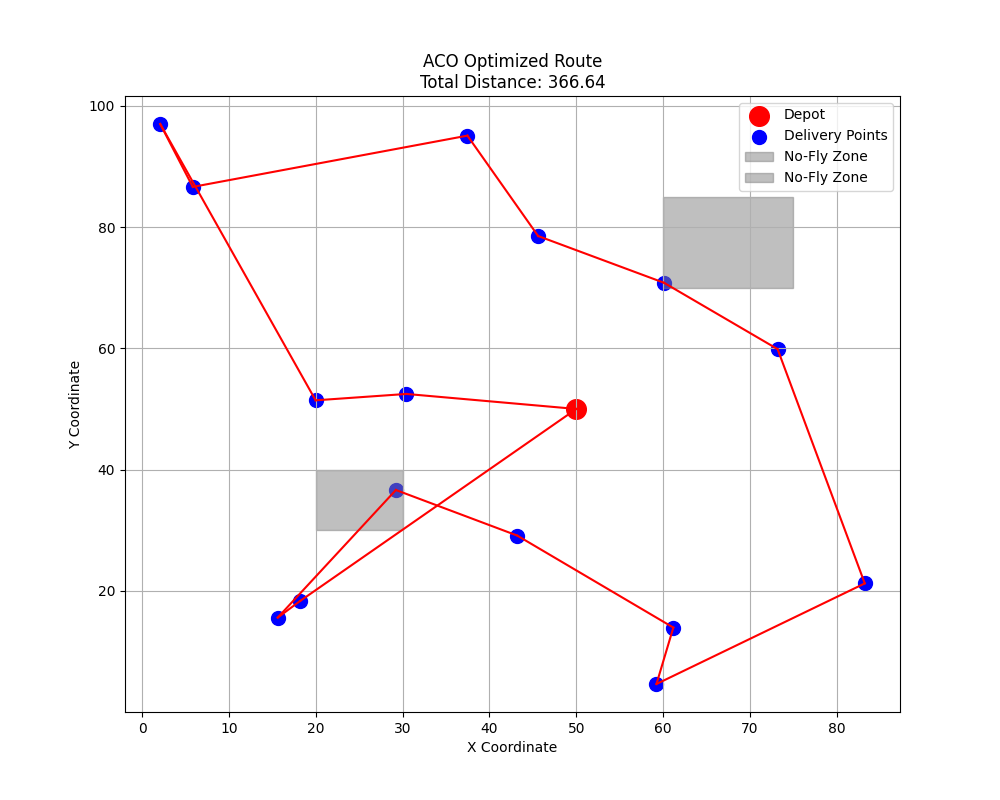 ACO Optimized Route
Total Distance: 366.64
Depot
Delivery Points
No-Fly Zone
No-Fly Zone
100
80
60
40
20
Y Coordinate
0 10 20 30 40 50 60 70 80
X Coordinate